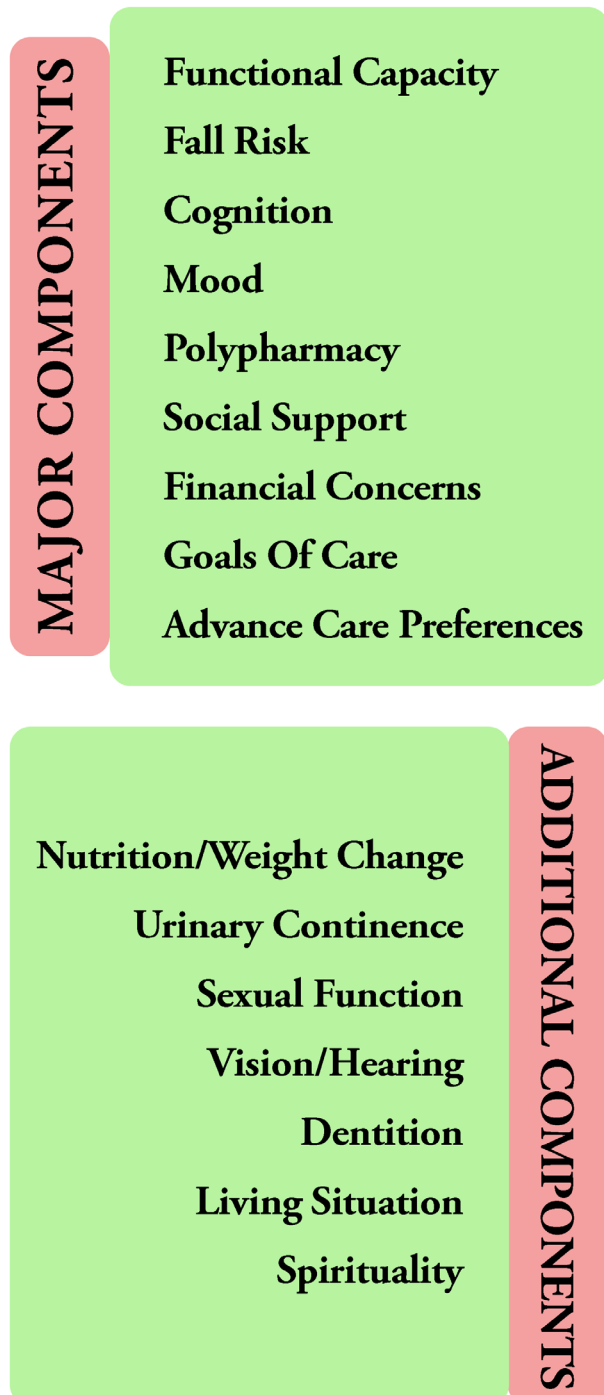 MAJOR COMPONENTS
Functional Capacity
Fall Risk
Cognition
Mood
Polypharmacy
Social Support
Financial Concerns
Goals Of Care
Advance Care Preferences
ADDITIONAL COMPONENTS
Nutrition/Weight Change
Urinary Continence
Sexual Function
Vision/Hearing
Dentition
Living Situation
Spirituality